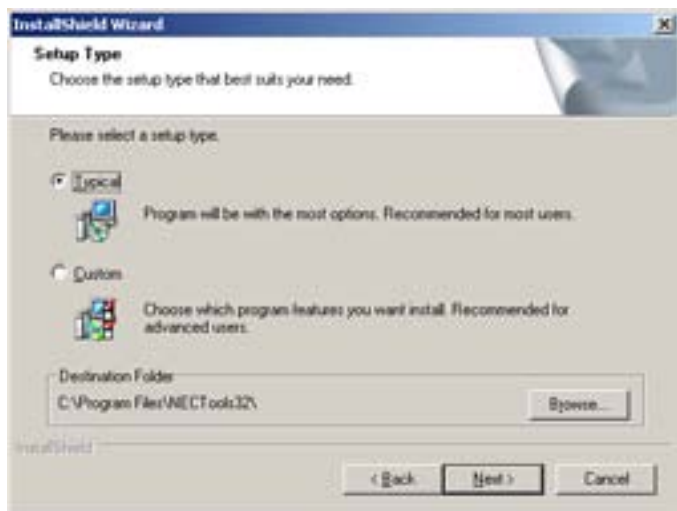 InstallShield Wizard
Setup Type
Choose the setup type that best suits your need.
Please select a setup type.
Typical
Program will be with the most options. Recommended for most users.
Custom
Choose which program features you want install. Recommended for
advanced users.
Destination Folder
C:\Program Files\NECTools32\
Browse...
InstallShield
< Back
Next >
Cancel